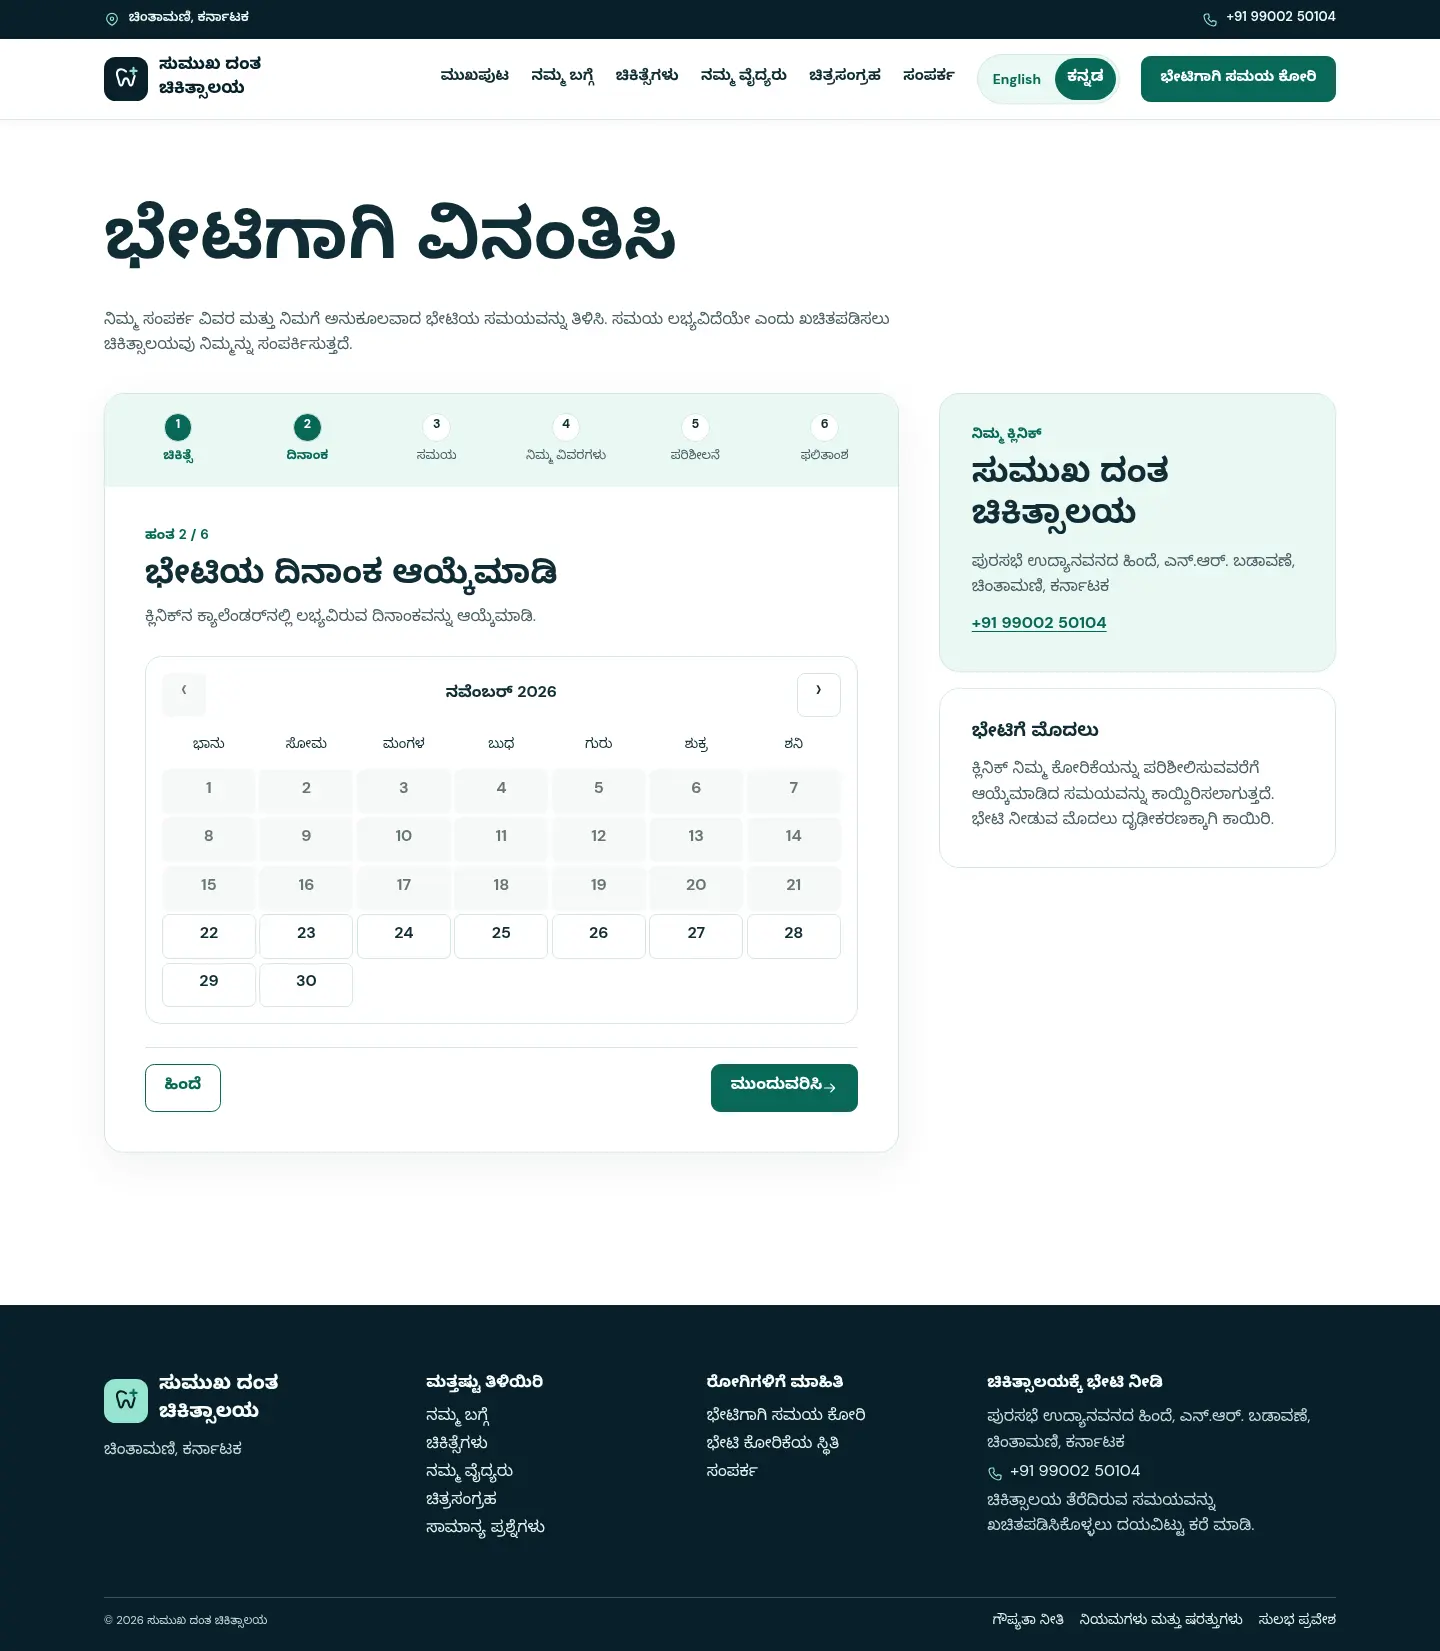 ಚಿಂತಾಮಣಿ, ಕರ್ನಾಟಕ
+91 99002 50104
ಸುಮುಖ ದಂತ
ಚಿಕಿತ್ಸಾಲಯ
ಮುಖಪುಟ ನಮ್ಮ ಬಗ್ಗೆ ಚಿಕಿತ್ಸೆಗಳು ನಮ್ಮ ವೈದ್ಯರು ಚಿತ್ರಸಂಗ್ರಹ ಸಂಪರ್ಕ English ಕನ್ನಡ ಭೇಟಿಗಾಗಿ ಸಮಯ ಕೋರಿ
ಭೇಟಿಗಾಗಿ ವಿನಂತಿಸಿ
ನಿಮ್ಮ ಸಂಪರ್ಕ ವಿವರ ಮತ್ತು ನಿಮಗೆ ಅನುಕೂಲವಾದ ಭೇಟಿಯ ಸಮಯವನ್ನು ತಿಳಿಸಿ. ಸಮಯ ಲಭ್ಯವಿದೆಯೇ ಎಂದು ಖಚಿತಪಡಿಸಲು
ಚಿಕಿತ್ಸಾಲಯವು ನಿಮ್ಮನ್ನು ಸಂಪರ್ಕಿಸುತ್ತದೆ.
1 2 3 4 5 6
ಚಿಕಿತ್ಸೆ ದಿನಾಂಕ ಸಮಯ ನಿಮ್ಮ ವಿವರಗಳು ಪರಿಶೀಲನೆ ಫಲಿತಾಂಶ
ಹಂತ 2 / 6
ಭೇಟಿಯ ದಿನಾಂಕ ಆಯ್ಕೆಮಾಡಿ
ಕ್ಲಿನಿಕ್‌ನ ಕ್ಯಾಲೆಂಡರ್‌ನಲ್ಲಿ ಲಭ್ಯವಿರುವ ದಿನಾಂಕವನ್ನು ಆಯ್ಕೆಮಾಡಿ.
‹ ನವೆಂಬರ್ 2026 ›
ಭಾನು ಸೋಮ ಮಂಗಳ ಬುಧ ಗುರು ಶುಕ್ರ ಶನಿ
1 2 3 4 5 6 7
8 9 10 11 12 13 14
15 16 17 18 19 20 21
22 23 24 25 26 27 28
29 30
ಹಿಂದೆ
ಮುಂದುವರಿಸಿ→
ನಿಮ್ಮ ಕ್ಲಿನಿಕ್
ಸುಮುಖ ದಂತ
ಚಿಕಿತ್ಸಾಲಯ
ಪುರಸಭೆ ಉದ್ಯಾನವನದ ಹಿಂದೆ, ಎನ್.ಆರ್. ಬಡಾವಣೆ,
ಚಿಂತಾಮಣಿ, ಕರ್ನಾಟಕ
+91 99002 50104
ಭೇಟಿಗೆ ಮೊದಲು
ಕ್ಲಿನಿಕ್ ನಿಮ್ಮ ಕೋರಿಕೆಯನ್ನು ಪರಿಶೀಲಿಸುವವರೆಗೆ
ಆಯ್ಕೆಮಾಡಿದ ಸಮಯವನ್ನು ಕಾಯ್ದಿರಿಸಲಾಗುತ್ತದೆ.
ಭೇಟಿ ನೀಡುವ ಮೊದಲು ದೃಢೀಕರಣಕ್ಕಾಗಿ ಕಾಯಿರಿ.
ಸುಮುಖ ದಂತ
ಚಿಕಿತ್ಸಾಲಯ
ಚಿಂತಾಮಣಿ, ಕರ್ನಾಟಕ
ಮತ್ತಷ್ಟು ತಿಳಿಯಿರಿ
ನಮ್ಮ ಬಗ್ಗೆ
ಚಿಕಿತ್ಸೆಗಳು
ನಮ್ಮ ವೈದ್ಯರು
ಚಿತ್ರಸಂಗ್ರಹ
ಸಾಮಾನ್ಯ ಪ್ರಶ್ನೆಗಳು
ರೋಗಿಗಳಿಗೆ ಮಾಹಿತಿ
ಭೇಟಿಗಾಗಿ ಸಮಯ ಕೋರಿ
ಭೇಟಿ ಕೋರಿಕೆಯ ಸ್ಥಿತಿ
ಸಂಪರ್ಕ
ಚಿಕಿತ್ಸಾಲಯಕ್ಕೆ ಭೇಟಿ ನೀಡಿ
ಪುರಸಭೆ ಉದ್ಯಾನವನದ ಹಿಂದೆ, ಎನ್.ಆರ್. ಬಡಾವಣೆ,
ಚಿಂತಾಮಣಿ, ಕರ್ನಾಟಕ
+91 99002 50104
ಚಿಕಿತ್ಸಾಲಯ ತೆರೆದಿರುವ ಸಮಯವನ್ನು
ಖಚಿತಪಡಿಸಿಕೊಳ್ಳಲು ದಯವಿಟ್ಟು ಕರೆ ಮಾಡಿ.
© 2026 ಸುಮುಖ ದಂತ ಚಿಕಿತ್ಸಾಲಯ
ಗೌಪ್ಯತಾ ನೀತಿ ನಿಯಮಗಳು ಮತ್ತು ಷರತ್ತುಗಳು ಸುಲಭ ಪ್ರವೇಶ